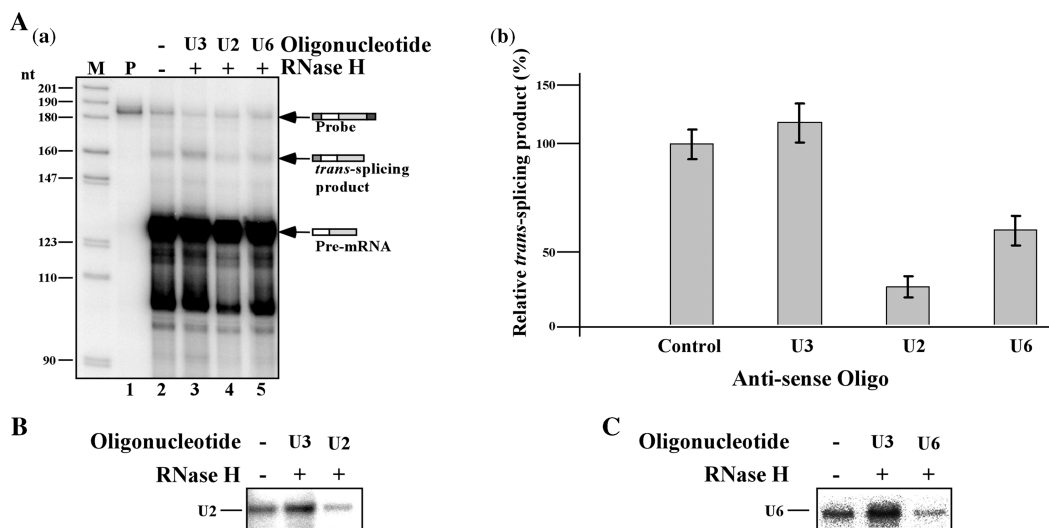 A
(a)
- U3 U2 U6 Oligonucleotide
nt M P - + + + RNase H
201
190
180
Probe
160
trans-splicing
product
147
123
Pre-mRNA
110
90
1 2 3 4 5
(b)
Relative trans-splicing product (%)
150
100
50
0
Control U3 U2 U6
Anti-sense Oligo
B
Oligonucleotide - U3 U2
RNase H - + +
U2
C
Oligonucleotide - U3 U6
RNase H - + +
U6